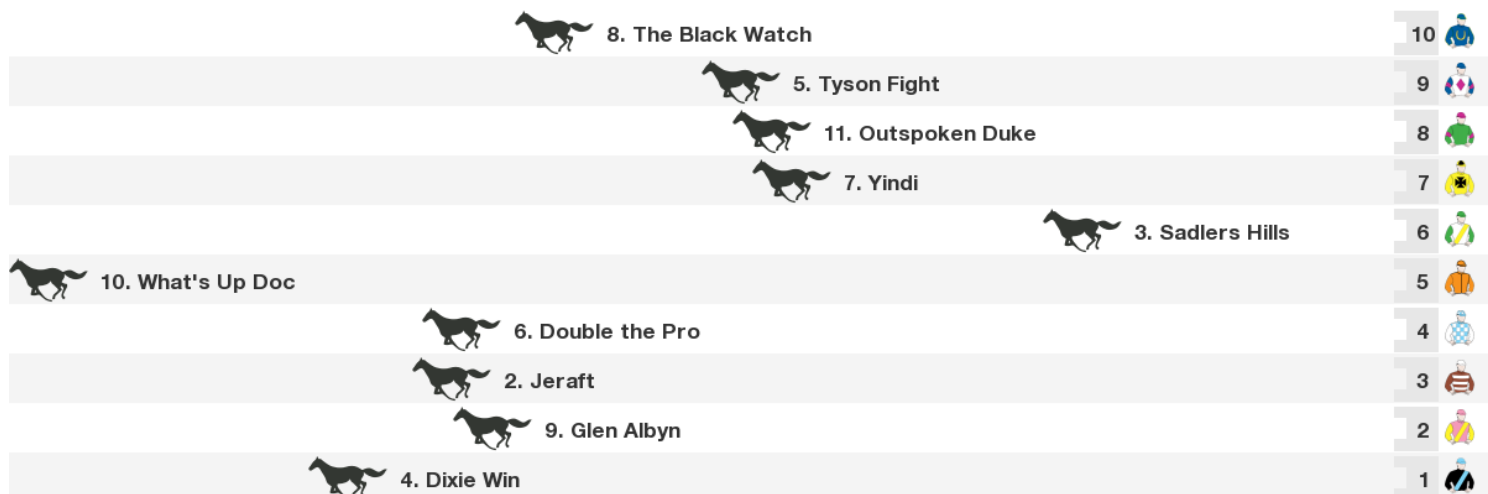 8. The Black Watch 10
5. Tyson Fight 9
11. Outspoken Duke 8
7. Yindi 7
3. Sadlers Hills 6
10. What's Up Doc 5
6. Double the Pro 4
2. Jeraft 3
9. Glen Albyn 2
4. Dixie Win 1